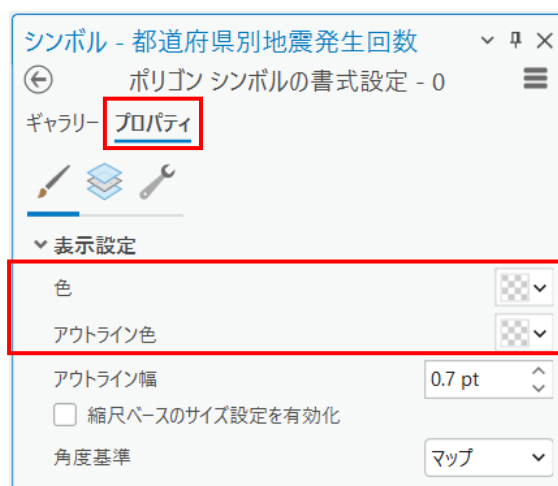 シンボル - 都道府県別地震発生回数
ポリゴン シンボルの書式設定 - 0
ギャラリー プロパティ
表示設定
色
アウトライン色
アウトライン幅 0.7 pt
縮尺ベースのサイズ設定を有効化
角度基準 マップ